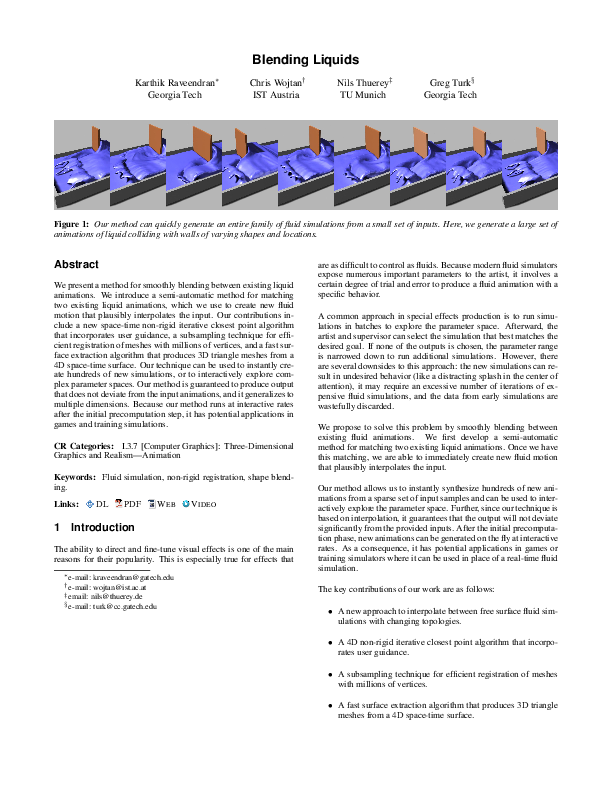 Blending Liquids
Karthik Raveendran* Chris Wojtan† Nils Thuerey‡ Greg Turk§
Georgia Tech IST Austria TU Munich Georgia Tech
Figure 1: Our method can quickly generate an entire family of fluid simulations from a small set of inputs. Here, we generate a large set of
animations of liquid colliding with walls of varying shapes and locations.
Abstract
We present a method for smoothly blending between existing liquid
animations. We introduce a semi-automatic method for matching
two existing liquid animations, which we use to create new fluid
motion that plausibly interpolates the input. Our contributions in-
clude a new space-time non-rigid iterative closest point algorithm
that incorporates user guidance, a subsampling technique for effi-
cient registration of meshes with millions of vertices, and a fast sur-
face extraction algorithm that produces 3D triangle meshes from a
4D space-time surface. Our technique can be used to instantly cre-
ate hundreds of new simulations, or to interactively explore com-
plex parameter spaces. Our method is guaranteed to produce output
that does not deviate from the input animations, and it generalizes to
multiple dimensions. Because our method runs at interactive rates
after the initial precomputation step, it has potential applications in
games and training simulations.
CR Categories: I.3.7 [Computer Graphics]: Three-Dimensional
Graphics and Realism—Animation
Keywords: Fluid simulation, non-rigid registration, shape blend-
ing.
Links: DL PDF WEB VIDEO
1 Introduction
The ability to direct and fine-tune visual effects is one of the main
reasons for their popularity. This is especially true for effects that
*e-mail: kraveendran@gatech.edu
†e-mail: wojtan@ist.ac.at
‡email: nils@thuerey.de
§e-mail: turk@cc.gatech.edu
are as difficult to control as fluids. Because modern fluid simulators
expose numerous important parameters to the artist, it involves a
certain degree of trial and error to produce a fluid animation with a
specific behavior.
A common approach in special effects production is to run simu-
lations in batches to explore the parameter space. Afterward, the
artist and supervisor can select the simulation that best matches the
desired goal. If none of the outputs is chosen, the parameter range
is narrowed down to run additional simulations. However, there
are several downsides to this approach: the new simulations can re-
sult in undesired behavior (like a distracting splash in the center of
attention), it may require an excessive number of iterations of ex-
pensive fluid simulations, and the data from early simulations are
wastefully discarded.
We propose to solve this problem by smoothly blending between
existing fluid animations. We first develop a semi-automatic
method for matching two existing liquid animations. Once we have
this matching, we are able to immediately create new fluid motion
that plausibly interpolates the input.
Our method allows us to instantly synthesize hundreds of new ani-
mations from a sparse set of input samples and can be used to inter-
actively explore the parameter space. Further, since our technique is
based on interpolation, it guarantees that the output will not deviate
significantly from the provided inputs. After the initial precomputa-
tion phase, new animations can be generated on the fly at interactive
rates. As a consequence, it has potential applications in games or
training simulators where it can be used in place of a real-time fluid
simulation.
The key contributions of our work are as follows:
• A new approach to interpolate between free surface fluid sim-
ulations with changing topologies.
• A 4D non-rigid iterative closest point algorithm that incorpo-
rates user guidance.
• A subsampling technique for efficient registration of meshes
with millions of vertices.
• A fast surface extraction algorithm that produces 3D triangle
meshes from a 4D space-time surface.